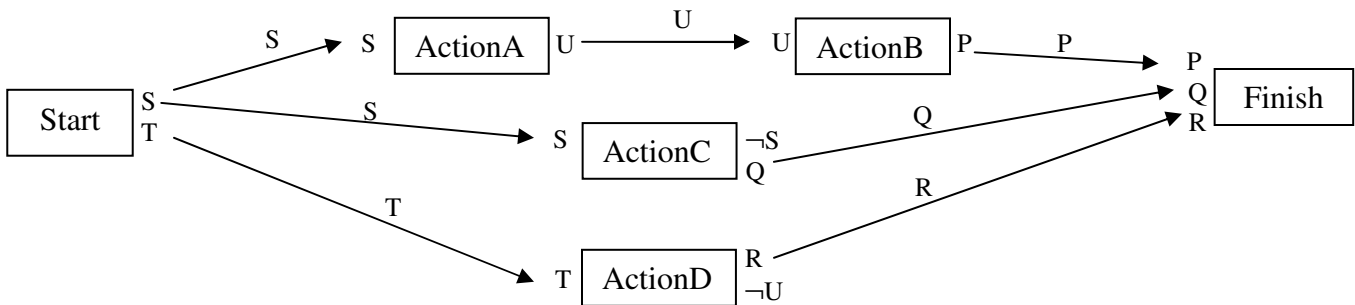 S S ActionA U U U ActionB P P P
Start S S S ActionC ¬S Q Q Q Finish
T T T ActionD R ¬U R R